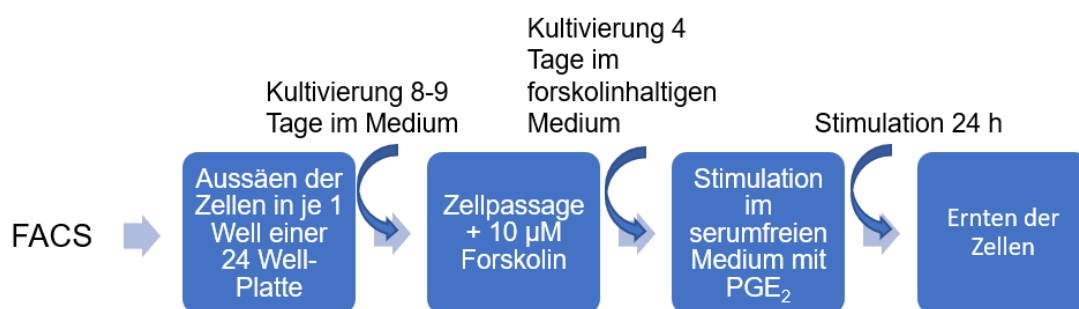 FACS
Aussäen der
Zellen in je 1
Well einer
24 Well-
Platte
Kultivierung 8-9
Tage im Medium
Zellpassage
+ 10 µM
Forskolin
Kultivierung 4
Tage im
forskolinhaltigen
Medium
Stimulation
im
serumfreien
Medium mit
PGE₂
Stimulation 24 h
Ernten der
Zellen